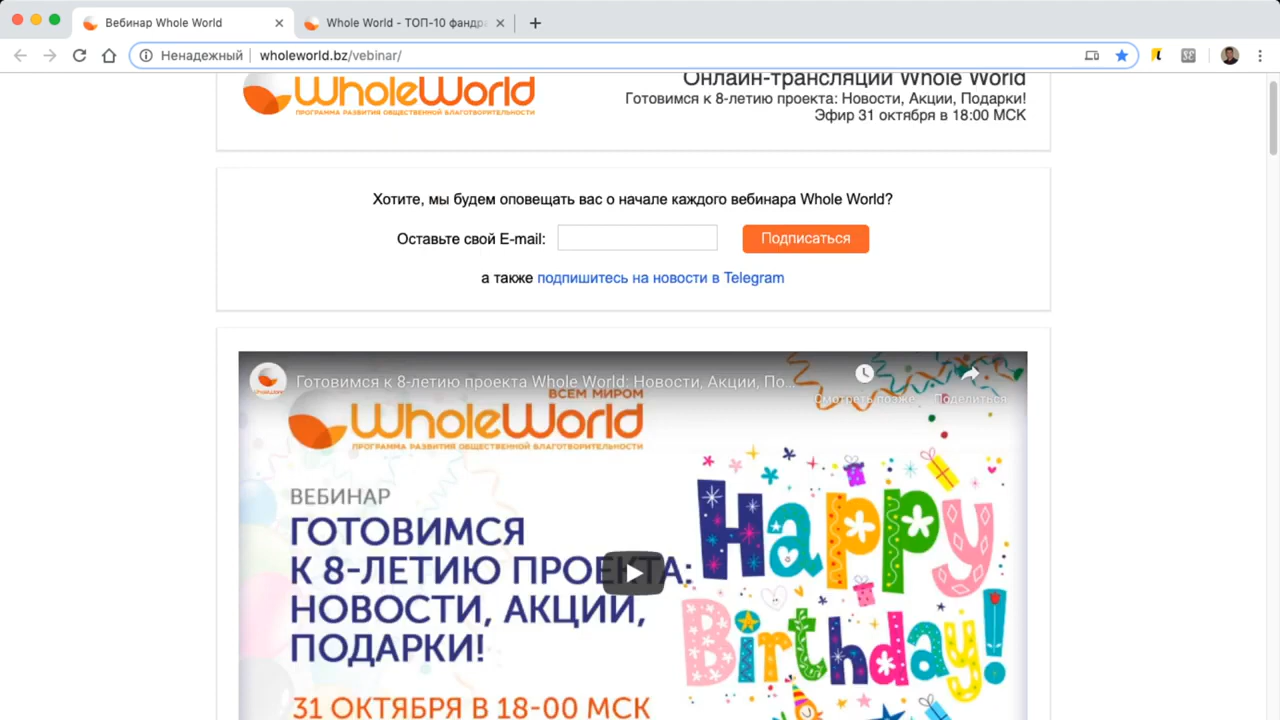 Вебинар Whole World
Whole World - ТОП-10 фандра
Ненадежный
wholeworld.bz/vebinar/
WholeWorld
ПРОГРАММА РАЗВИТИЯ ОБЩЕСТВЕННОЙ БЛАГОТВОРИТЕЛЬНОСТИ
Онлайн-трансляции Whole World
Готовимся к 8-летию проекта: Новости, Акции, Подарки!
Эфир 31 октября в 18:00 МСК
Хотите, мы будем оповещать вас о начале каждого вебинара Whole World?
Оставьте свой E-mail:
Подписаться
а также подпишитесь на новости в Telegram
Готовимся к 8-летию проекта Whole World: Новости, Акции, По...
Смотреть позже
Поделиться
ВСЕМ МИРОМ
WholeWorld
ПРОГРАММА РАЗВИТИЯ ОБЩЕСТВЕННОЙ БЛАГОТВОРИТЕЛЬНОСТИ
ВЕБИНАР
ГОТОВИМСЯ
К 8-ЛЕТИЮ ПРОЕКТА:
НОВОСТИ, АКЦИИ,
ПОДАРКИ!
31 ОКТЯБРЯ В 18-00 МСК
Happy
Birthday!